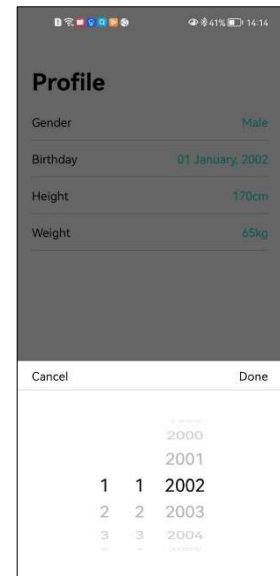 41% 14:14
Profile
Gender Male
Birthday 01 January, 2002
Height 170cm
Weight 65kg
Cancel Done
2000
2001
1 1 2002
2 2 2003
3 3 2004